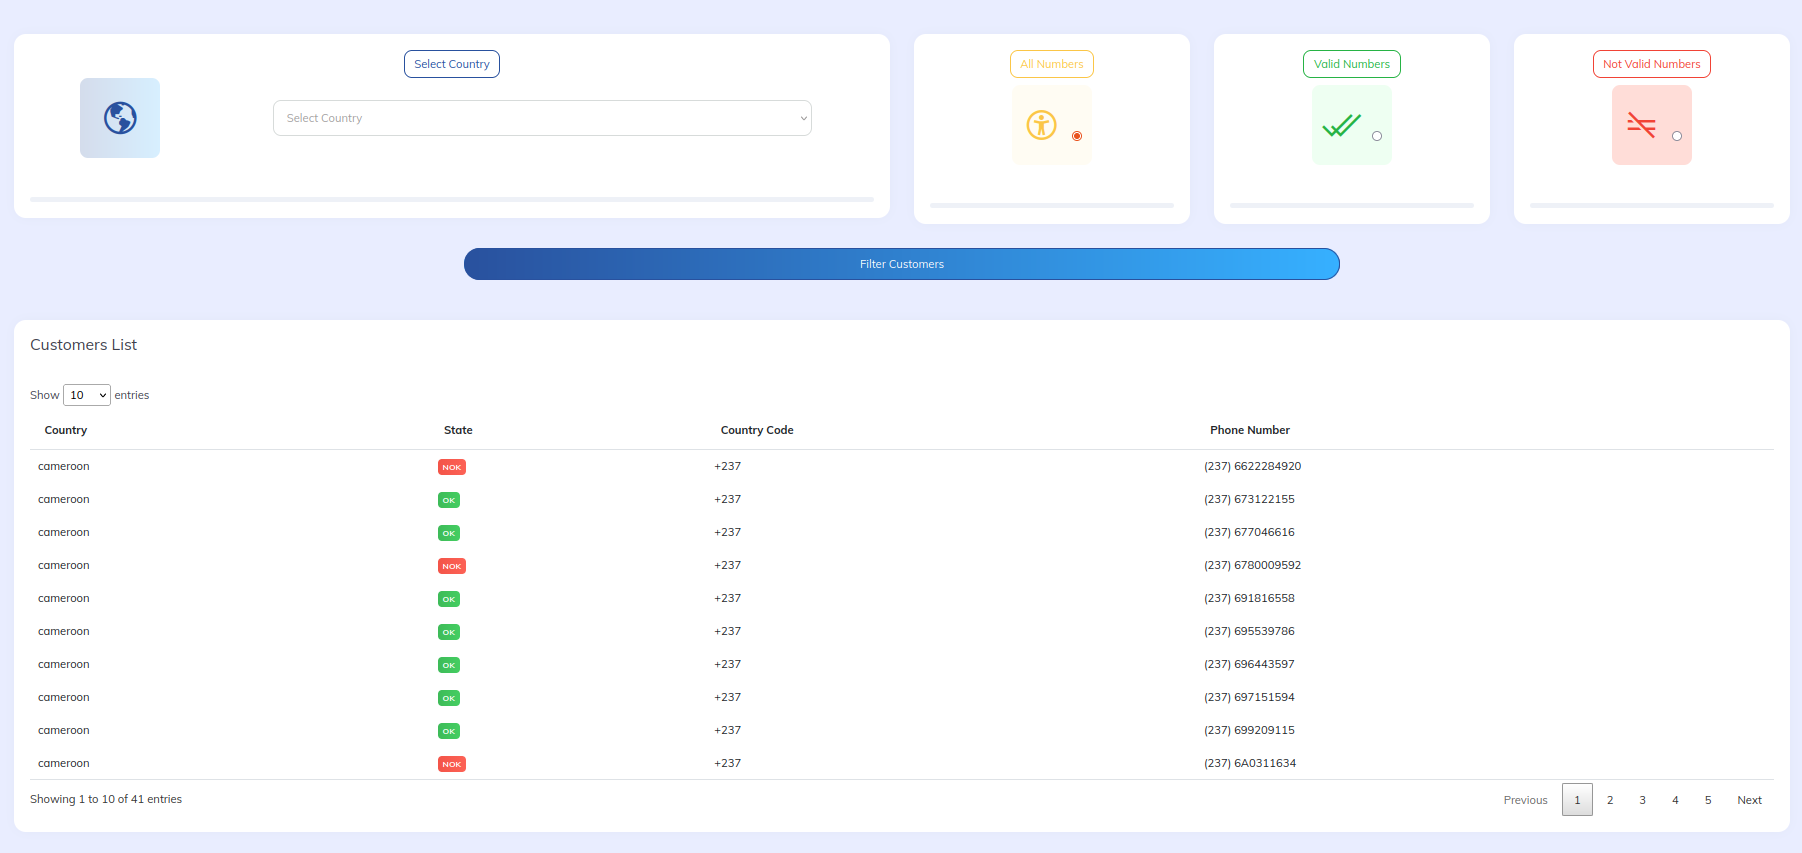 Select Country
Select Country
All Numbers
Valid Numbers
Not Valid Numbers
Filter Customers
Customers List
Show 10 entries
Country State Country Code Phone Number
cameroon NOK +237 (237) 6622284920
cameroon OK +237 (237) 673122155
cameroon OK +237 (237) 677046616
cameroon NOK +237 (237) 6780009592
cameroon OK +237 (237) 691816558
cameroon OK +237 (237) 695539786
cameroon OK +237 (237) 696443597
cameroon OK +237 (237) 697151594
cameroon OK +237 (237) 699209115
cameroon NOK +237 (237) 6A0311634
Showing 1 to 10 of 41 entries
Previous 1 2 3 4 5 Next